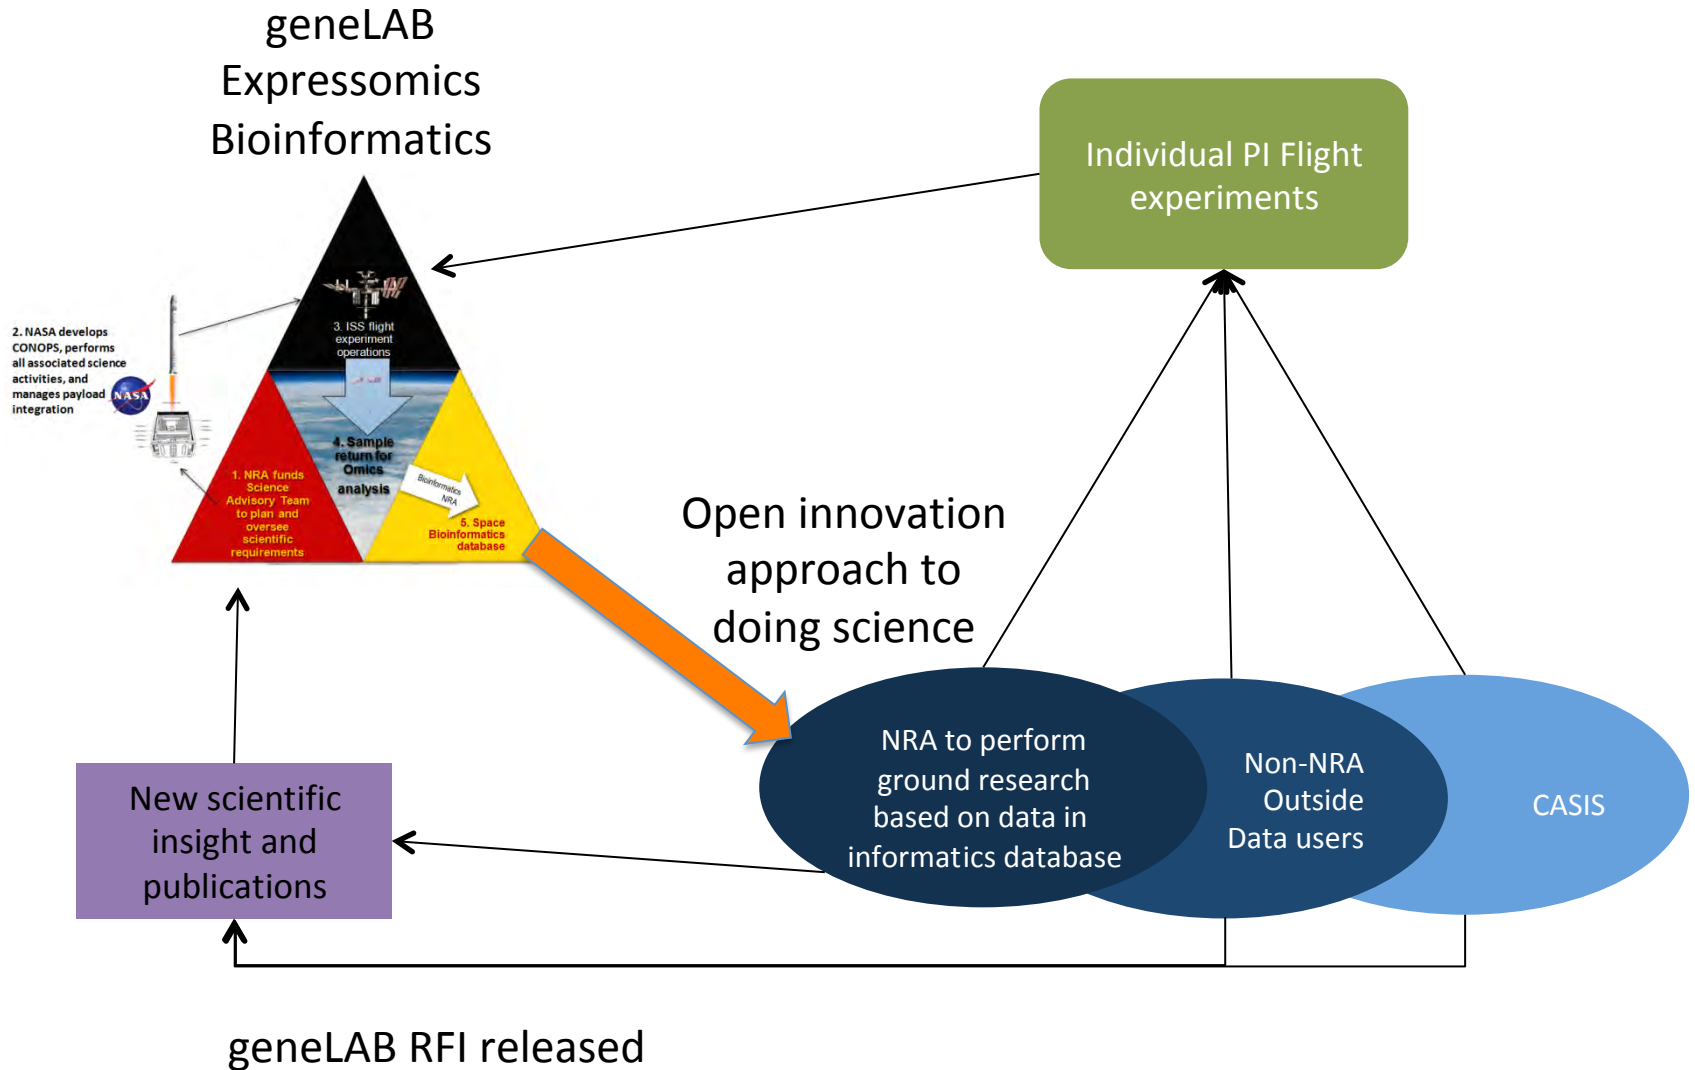 geneLAB
Expressomics
Bioinformatics
Individual PI Flight
experiments
2. NASA develops
CONOPS, performs
all associated science
activities, and
manages payload
integration
NASA
3. ISS flight
experiment
operations
4. Sample
return for
Omics
analysis
Bioinformatics
NRA
1. NRA funds
Science
Advisory Team
to plan and
oversee
scientific
requirements
5. Space
Bioinformatics
database
Open innovation
approach to
doing science
NRA to perform
ground research
based on data in
informatics database
Non-NRA
Outside
Data users
CASIS
New scientific
insight and
publications
geneLAB RFI released